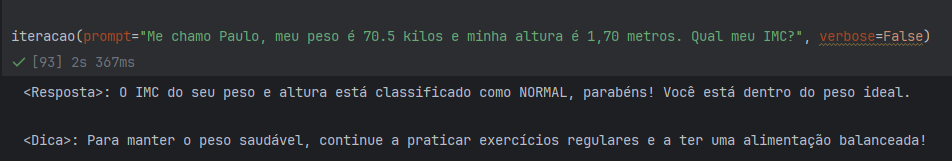 iteracao(prompt="Me chamo Paulo, meu peso é 70.5 kilos e minha altura é 1,70 metros. Qual meu IMC?", verbose=False)
[93] 2s 367ms
<Resposta>: O IMC do seu peso e altura está classificado como NORMAL, parabéns! Você está dentro do peso ideal.
<Dica>: Para manter o peso saudável, continue a praticar exercícios regulares e a ter uma alimentação balanceada!